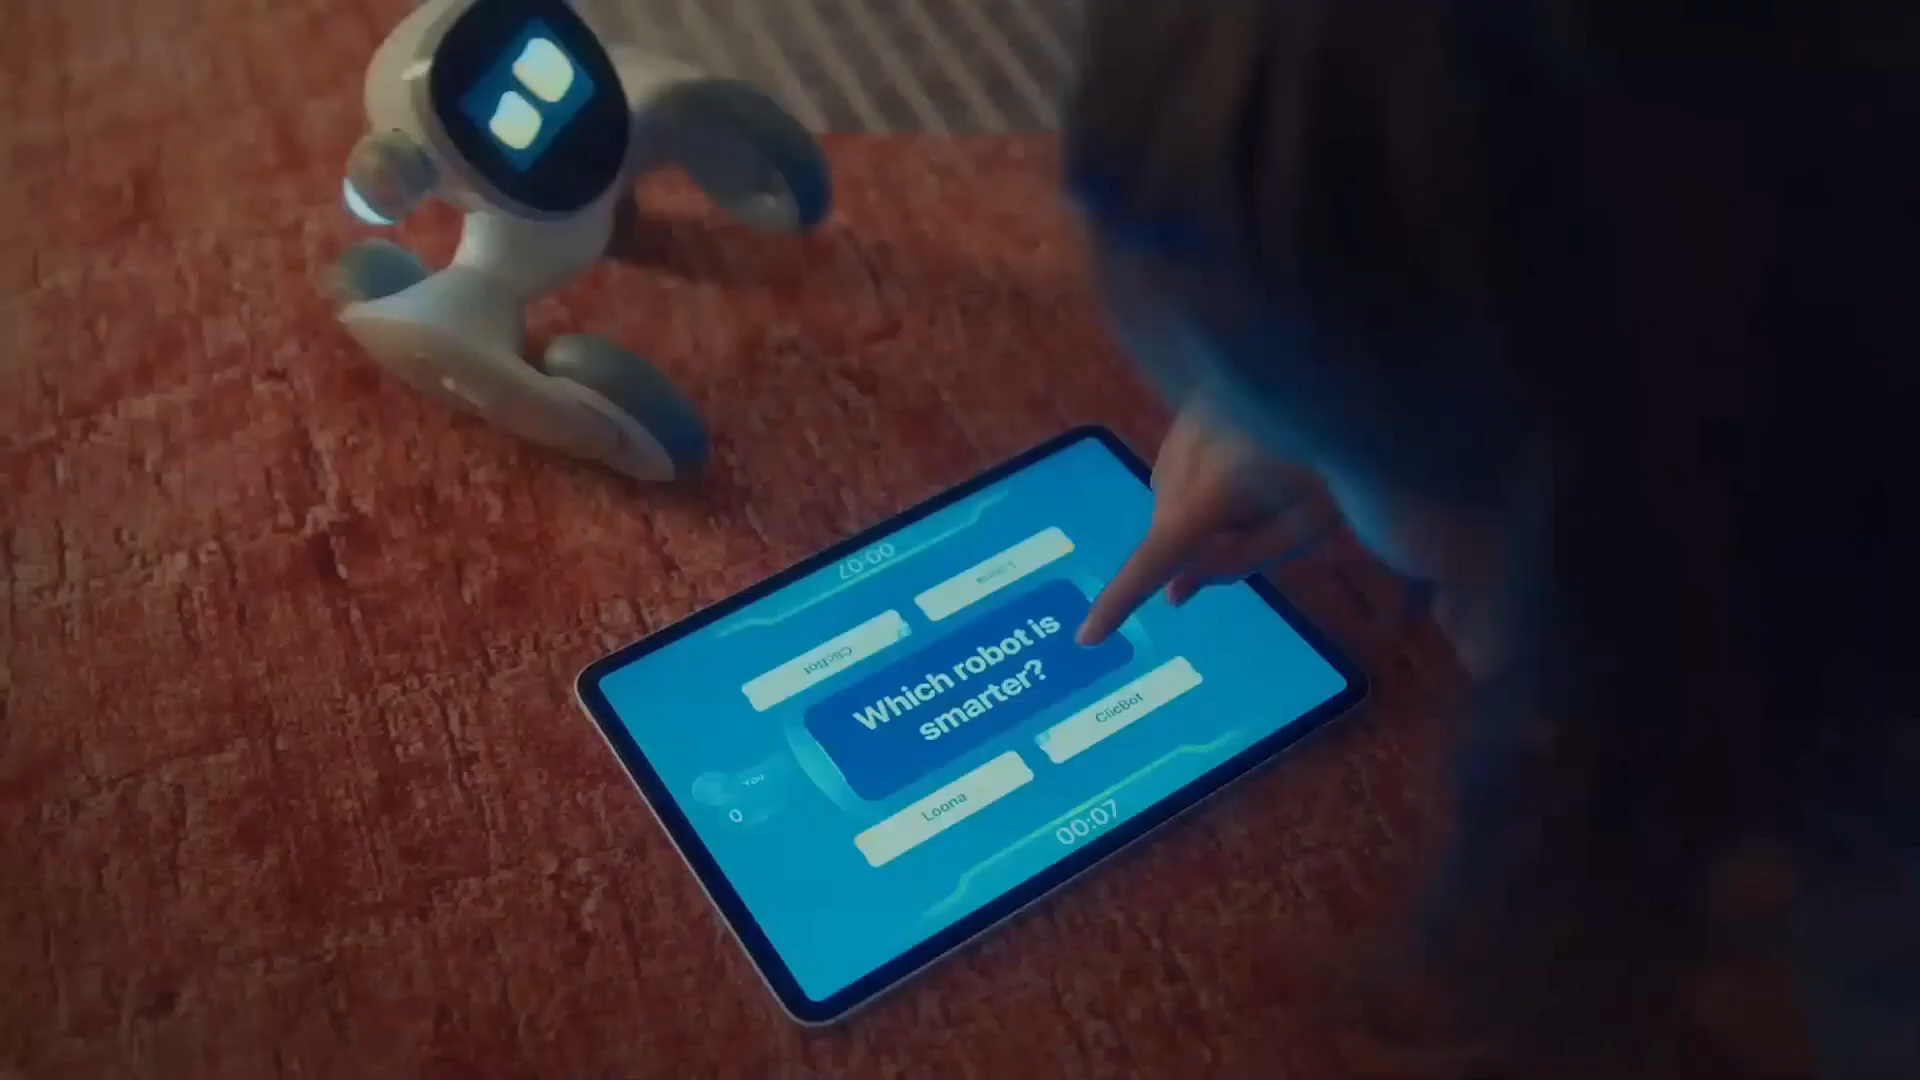 00:07
ClicBot
Which robot is
smarter?
ClicBot
Loona
You
0
00:07